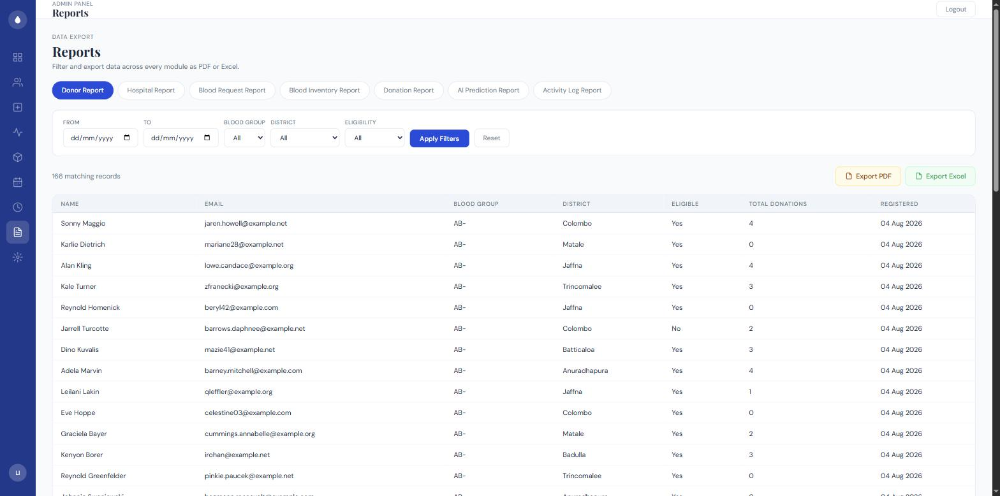 ADMIN PANEL
Reports
Logout
DATA EXPORT
Reports
Filter and export data across every module as PDF or Excel.
Donor Report Hospital Report Blood Request Report Blood Inventory Report Donation Report AI Prediction Report Activity Log Report
FROM TO BLOOD GROUP DISTRICT ELIGIBILITY
dd/mm/yyyy dd/mm/yyyy All All All Apply Filters Reset
166 matching records Export PDF Export Excel
NAME EMAIL BLOOD GROUP DISTRICT ELIGIBLE TOTAL DONATIONS REGISTERED
Sonny Maggio jaren.howell@example.net AB- Colombo Yes 4 04 Aug 2026
Karlie Dietrich mariane28@example.net AB- Matale Yes 0 04 Aug 2026
Alan Kling lowe.candace@example.org AB- Jaffna Yes 4 04 Aug 2026
Kale Turner zfranecki@example.org AB- Trincomalee Yes 3 04 Aug 2026
Reynold Homenick beryl42@example.com AB- Jaffna Yes 0 04 Aug 2026
Jarrell Turcotte barrows.daphnee@example.net AB- Colombo No 2 04 Aug 2026
Dino Kuvalis mazie41@example.net AB- Batticaloa Yes 3 04 Aug 2026
Adela Marvin barney.mitchell@example.com AB- Anuradhapura Yes 4 04 Aug 2026
Leilani Lakin qleffler@example.org AB- Jaffna Yes 1 04 Aug 2026
Eve Hoppe celestine03@example.com AB- Colombo Yes 0 04 Aug 2026
Graciela Bayer cummings.annabelle@example.org AB- Matale Yes 2 04 Aug 2026
Kenyon Borer irohan@example.net AB- Badulla Yes 3 04 Aug 2026
Reynold Greenfelder pinkie.paucek@example.net AB- Trincomalee Yes 0 04 Aug 2026